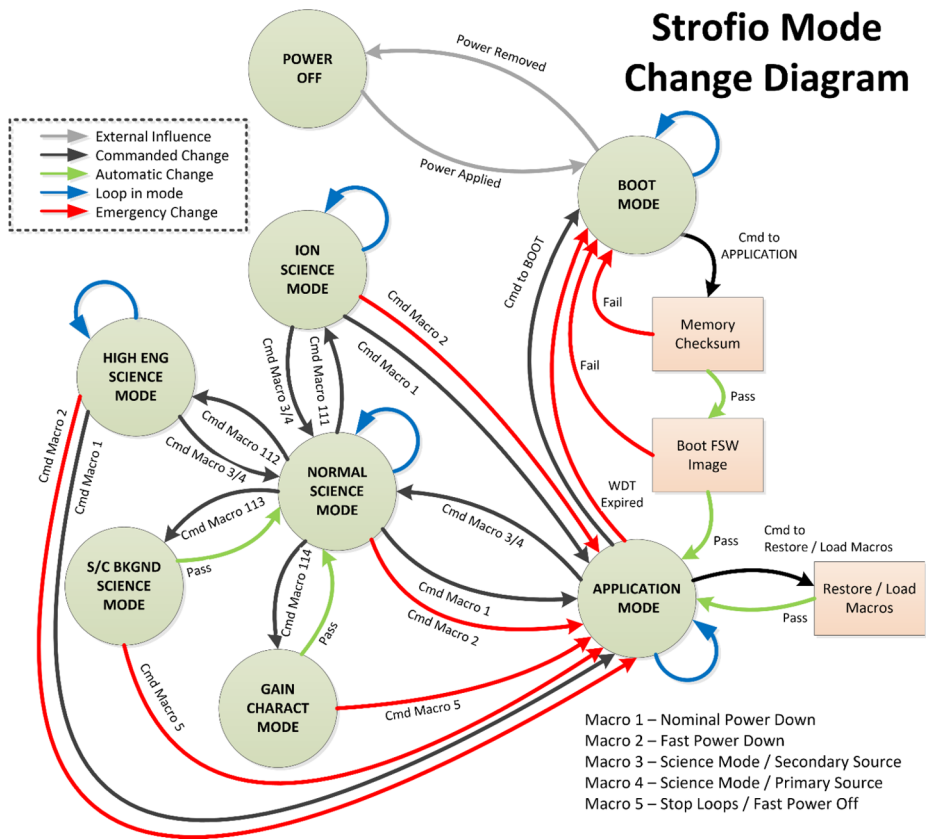 Strofio Mode
Change Diagram
POWER
OFF
Power Removed
Power Applied
External Influence
Commanded Change
Automatic Change
Loop in mode
Emergency Change
BOOT
MODE
Cmd to
APPLICATION
ION
SCIENCE
MODE
Cmd to BOOT
Fail
Memory
Checksum
Cmd Macro 2
Cmd Macro 1
HIGH ENG
SCIENCE
MODE
Cmd Macro 3/4
Cmd Macro 111
Fail
Pass
Cmd Macro 2
Cmd Macro 1
Cmd Macro 112
Cmd Macro 3/4
Boot FSW
Image
NORMAL
SCIENCE
MODE
WDT
Expired
Cmd Macro 113
Cmd Macro 3/4
Pass
Cmd to
Restore / Load Macros
S/C BKGND
SCIENCE
MODE
Pass
Cmd Macro 114
Pass
Cmd Macro 1
Cmd Macro 2
APPLICATION
MODE
Restore / Load
Macros
Pass
Cmd Macro 5
GAIN
CHARACT
MODE
Cmd Macro 5
Macro 1 – Nominal Power Down
Macro 2 – Fast Power Down
Macro 3 – Science Mode / Secondary Source
Macro 4 – Science Mode / Primary Source
Macro 5 – Stop Loops / Fast Power Off